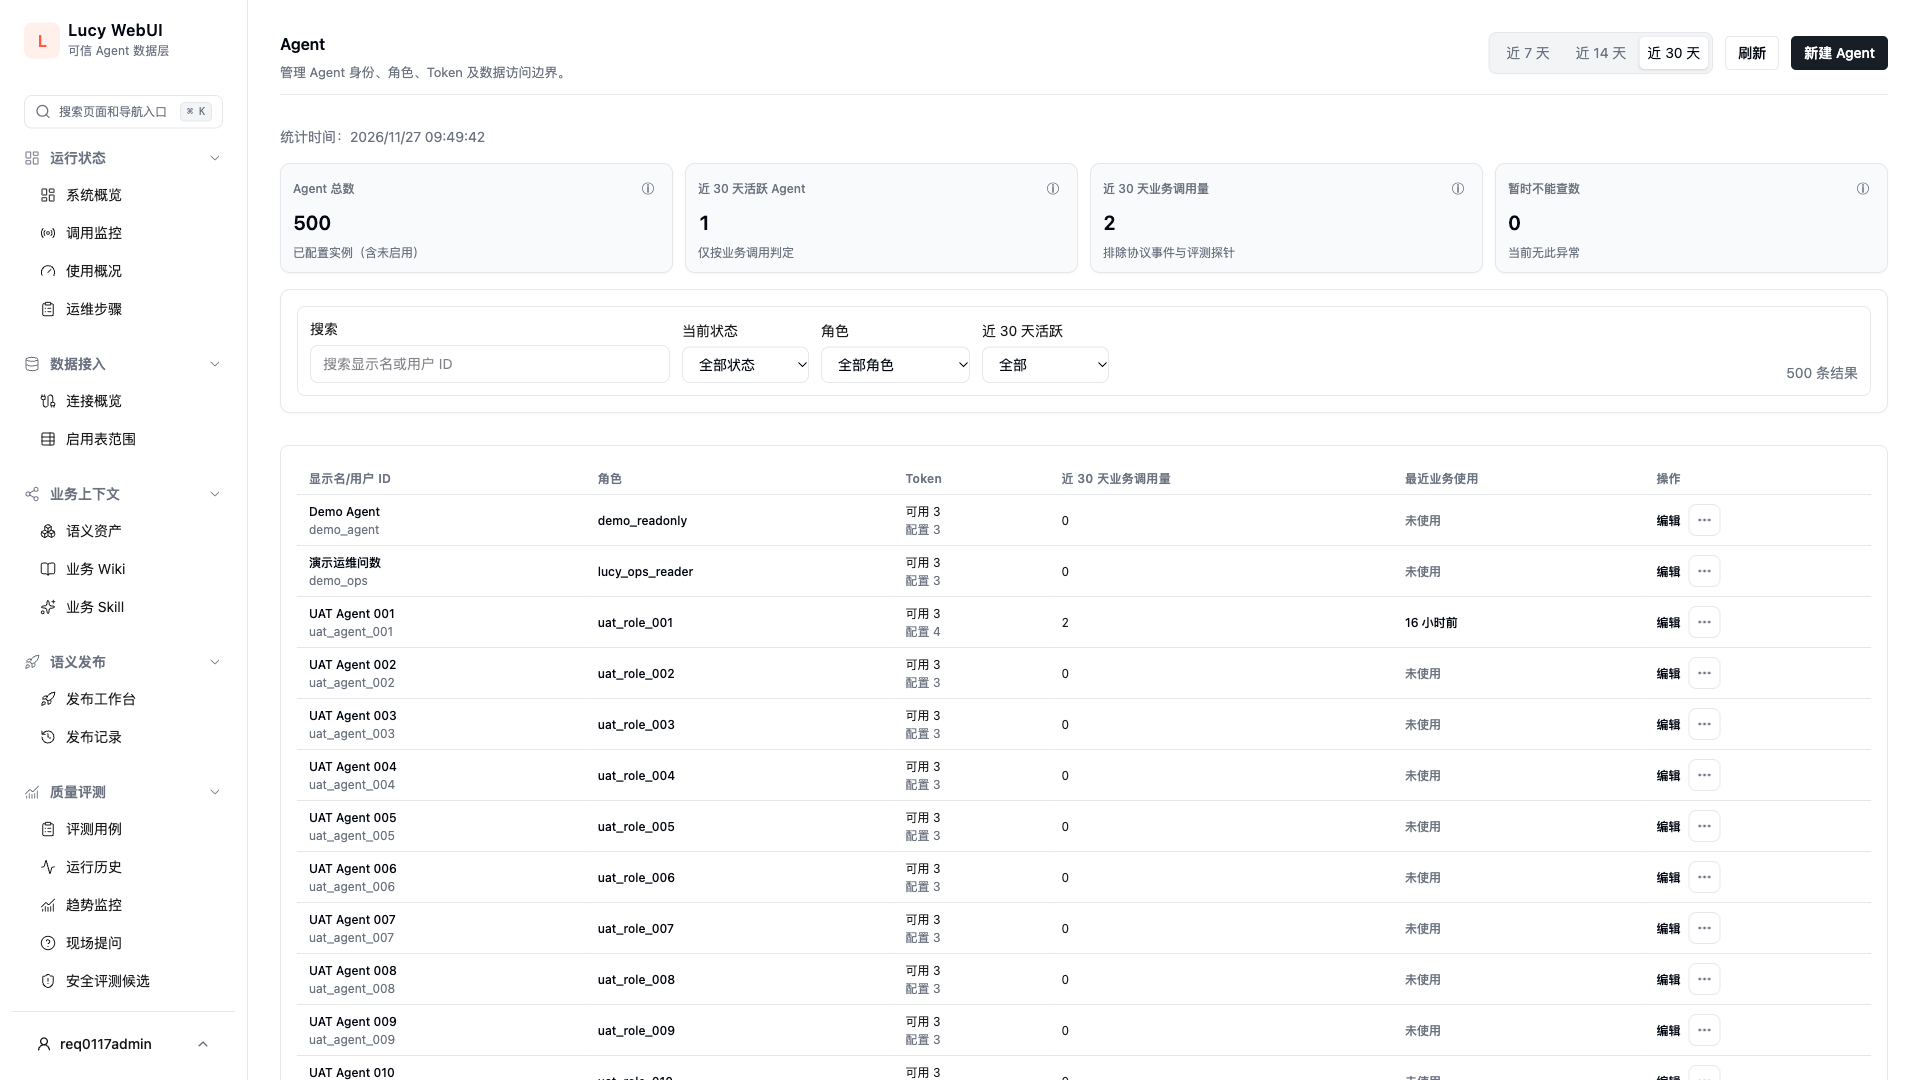 L
Lucy WebUI
可信 Agent 数据层
搜索页面和导航入口 ⌘ K
运行状态
系统概览
调用监控
使用概况
运维步骤
数据接入
连接概览
启用表范围
业务上下文
语义资产
业务 Wiki
业务 Skill
语义发布
发布工作台
发布记录
质量评测
评测用例
运行历史
趋势监控
现场提问
安全评测候选
req0117admin
Agent
管理 Agent 身份、角色、Token 及数据访问边界。
近 7 天 近 14 天 近 30 天 刷新 新建 Agent
统计时间：2026/11/27 09:49:42
Agent 总数
500
已配置实例（含未启用）
近 30 天活跃 Agent
1
仅按业务调用判定
近 30 天业务调用量
2
排除协议事件与评测探针
暂时不能查数
0
当前无此异常
搜索 当前状态 角色 近 30 天活跃
搜索显示名或用户 ID 全部状态 全部角色 全部
500 条结果
显示名/用户 ID 角色 Token 近 30 天业务调用量 最近业务使用 操作
Demo Agent 可用 3
demo_readonly 0 未使用 编辑
demo_agent 配置 3
演示运维问数 可用 3
lucy_ops_reader 0 未使用 编辑
demo_ops 配置 3
UAT Agent 001 可用 3
uat_role_001 2 16 小时前 编辑
uat_agent_001 配置 4
UAT Agent 002 可用 3
uat_role_002 0 未使用 编辑
uat_agent_002 配置 3
UAT Agent 003 可用 3
uat_role_003 0 未使用 编辑
uat_agent_003 配置 3
UAT Agent 004 可用 3
uat_role_004 0 未使用 编辑
uat_agent_004 配置 3
UAT Agent 005 可用 3
uat_role_005 0 未使用 编辑
uat_agent_005 配置 3
UAT Agent 006 可用 3
uat_role_006 0 未使用 编辑
uat_agent_006 配置 3
UAT Agent 007 可用 3
uat_role_007 0 未使用 编辑
uat_agent_007 配置 3
UAT Agent 008 可用 3
uat_role_008 0 未使用 编辑
uat_agent_008 配置 3
UAT Agent 009 可用 3
uat_role_009 0 未使用 编辑
uat_agent_009 配置 3
UAT Agent 010 可用 3